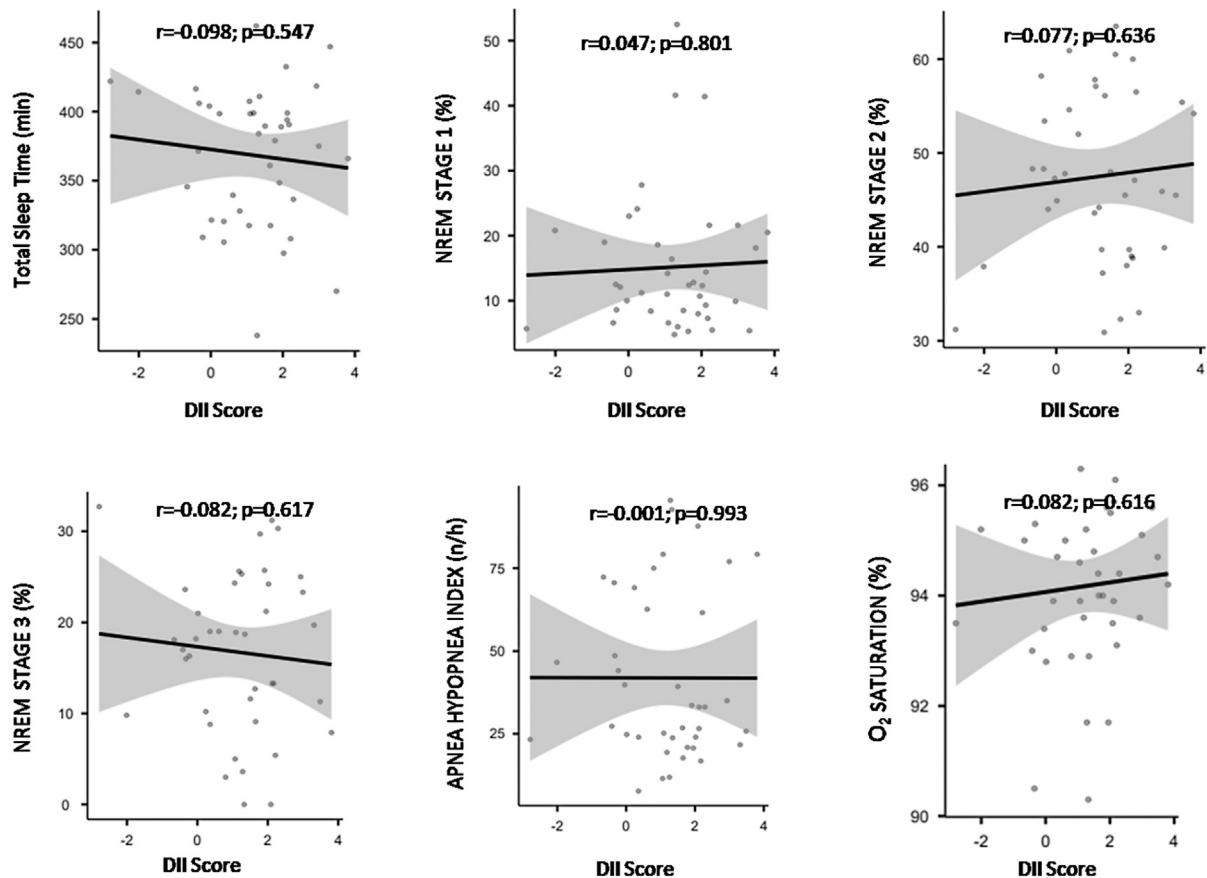 r=-0.098; p=0.547
Total Sleep Time (min)
450
400
350
300
250
-2 0 2 4
DII Score
r=0.047; p=0.801
NREM STAGE 1 (%)
50
40
30
20
10
-2 0 2 4
DII Score
r=0.077; p=0.636
NREM STAGE 2 (%)
60
50
40
30
-2 0 2 4
DII Score
r=-0.082; p=0.617
NREM STAGE 3 (%)
30
20
10
0
-2 0 2 4
DII Score
r=-0.001; p=0.993
APNEA HYPOPNEA INDEX (n/h)
75
50
25
-2 0 2 4
DII Score
r=0.082; p=0.616
O₂ SATURATION (%)
96
94
92
90
-2 0 2 4
DII Score